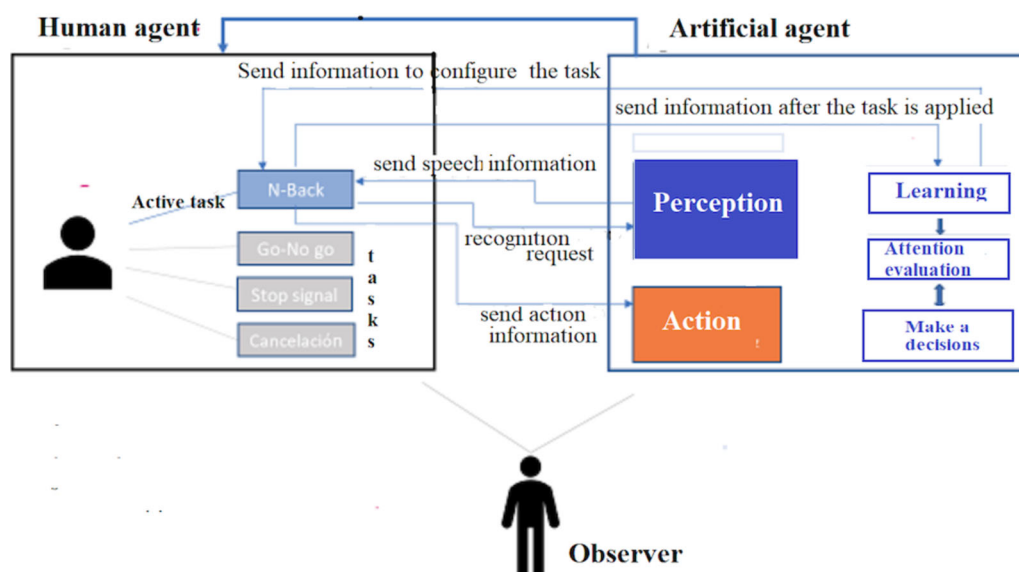 Human agent
Artificial agent
Send information to configure the task
send information after the task is applied
send speech information
N-Back
Active task
Perception
Learning
recognition
request
Go-No go
Attention
evaluation
Stop signal
tasks
send action
information
Action
Make a
decisions
Cancelación
Observer